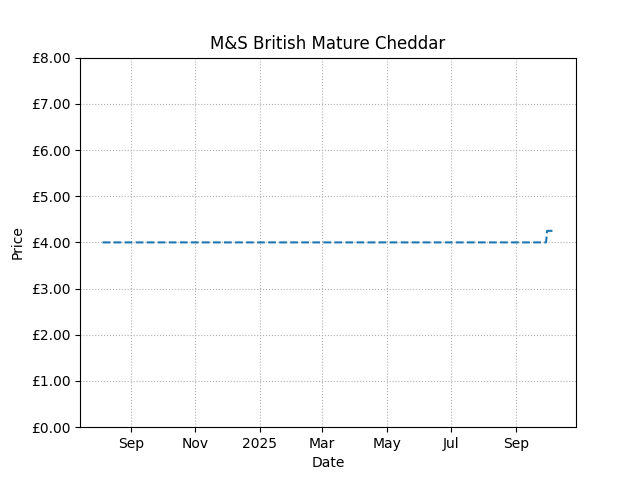 M&S British Mature Cheddar
£8.00
£7.00
£6.00
£5.00
£4.00
£3.00
£2.00
£1.00
£0.00
Price
Sep Nov 2025 Mar May Jul Sep
Date